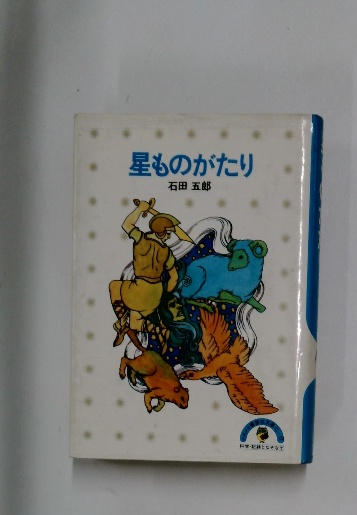 星ものがたり
石田 五郎